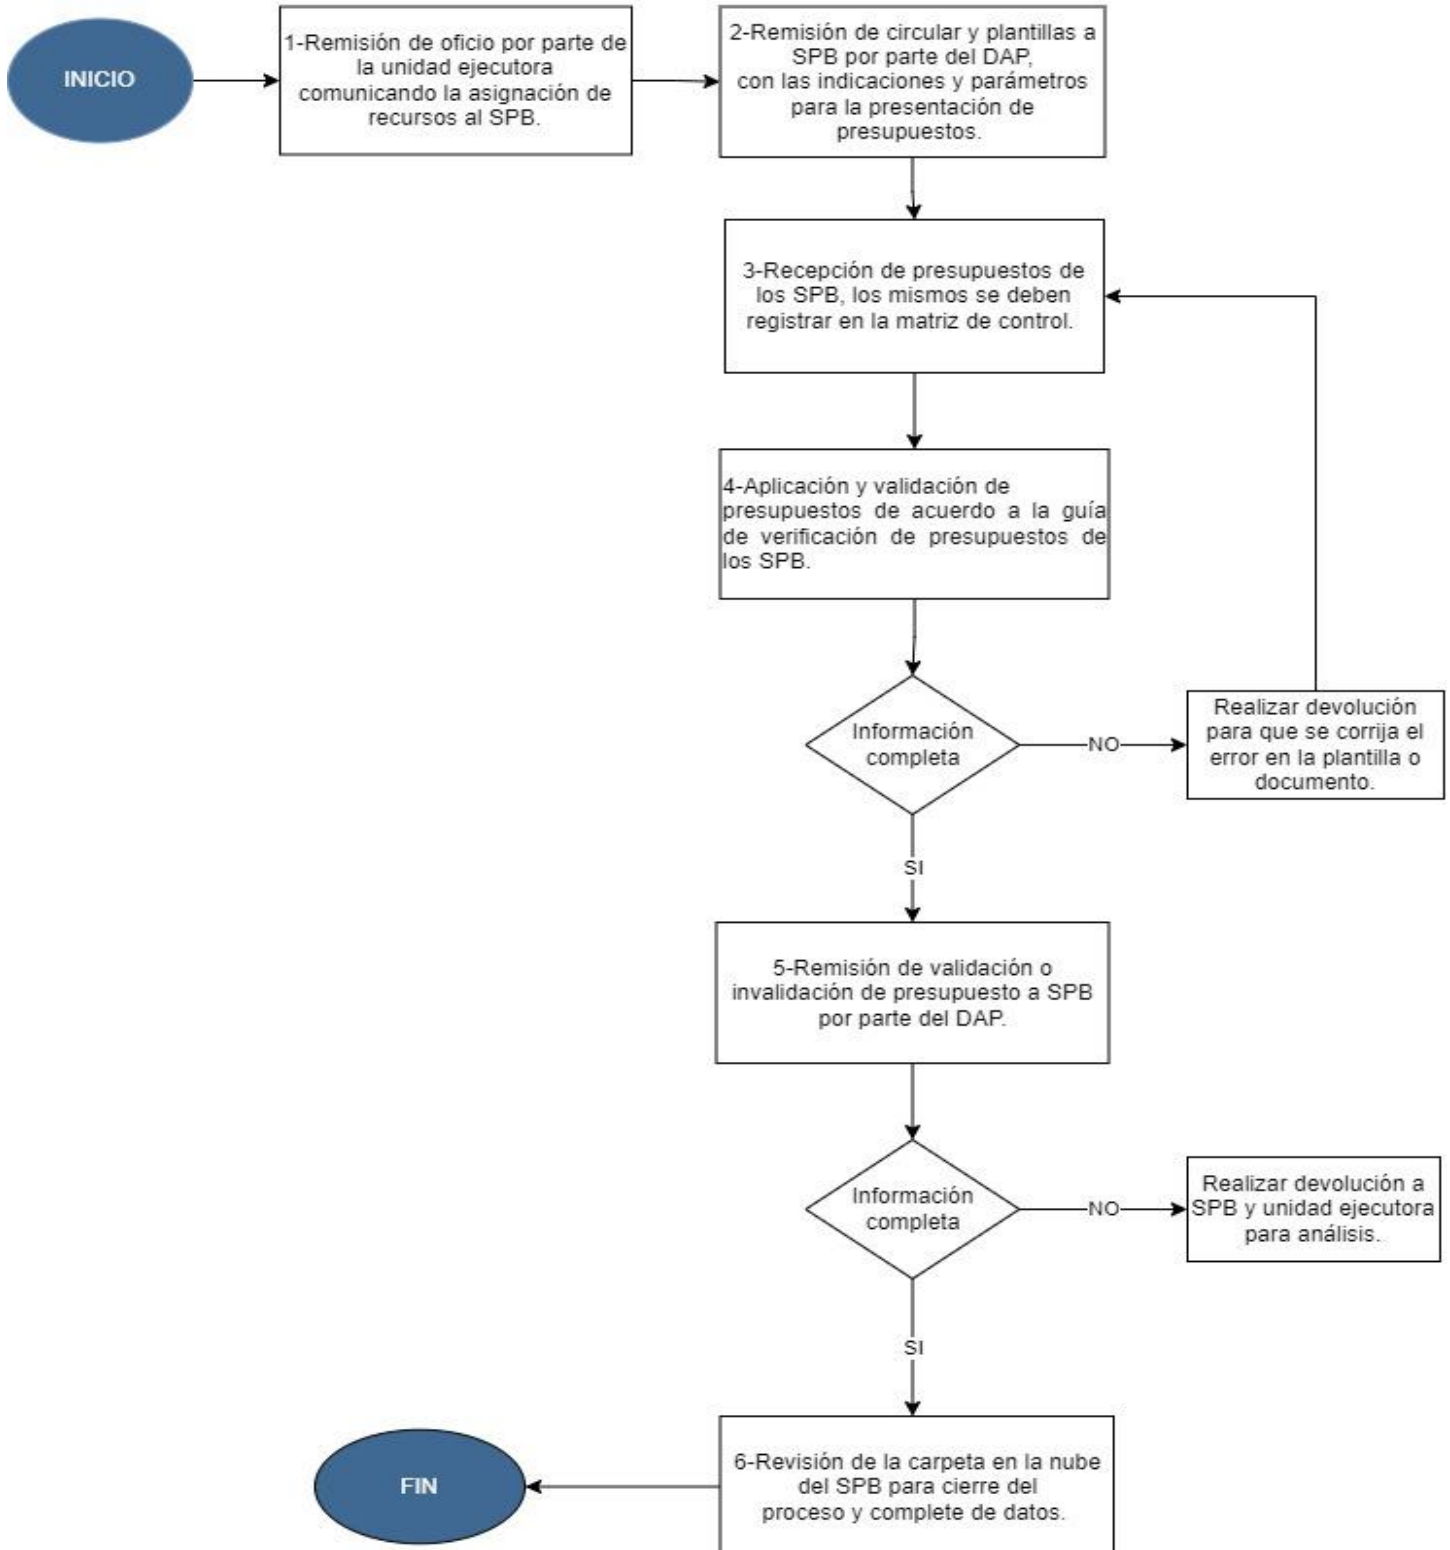 INICIO
1-Remisión de oficio por parte de
la unidad ejecutora
comunicando la asignación de
recursos al SPB.
2-Remisión de circular y plantillas a
SPB por parte del DAP,
con las indicaciones y parámetros
para la presentación de
presupuestos.
3-Recepción de presupuestos de
los SPB, los mismos se deben
registrar en la matriz de control.
4-Aplicación y validación de
presupuestos de acuerdo a la guía
de verificación de presupuestos de
los SPB.
Información
completa
NO
Realizar devolución
para que se corrija el
error en la plantilla o
documento.
SI
5-Remisión de validación o
invalidación de presupuesto a SPB
por parte del DAP.
Información
completa
NO
Realizar devolución a
SPB y unidad ejecutora
para análisis.
SI
6-Revisión de la carpeta en la nube
del SPB para cierre del
proceso y complete de datos.
FIN